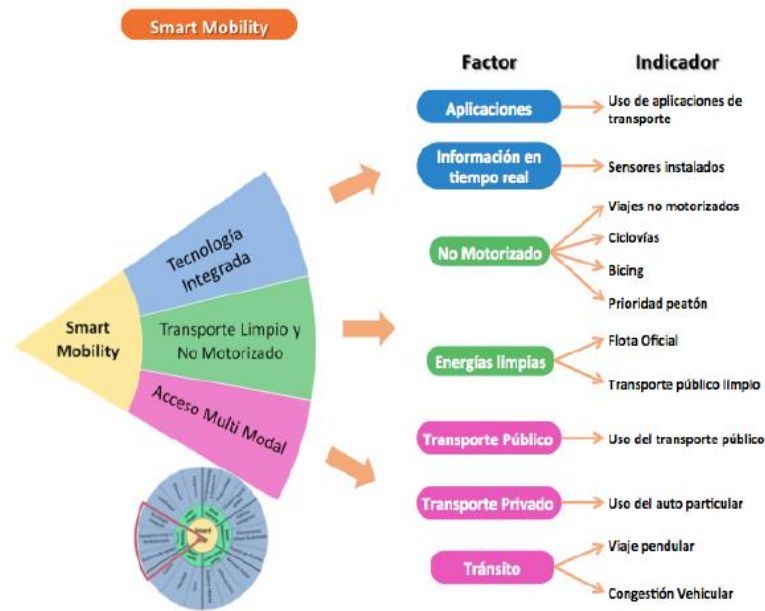 Smart Mobility
Factor
Indicador
Aplicaciones
Uso de aplicaciones de
transporte
Información en
tiempo real
Sensores instalados
No Motorizado
Viajes no motorizados
Ciclovías
Bicing
Prioridad peatón
Energías limpias
Flota Oficial
Transporte público limpio
Transporte Público
Uso del transporte público
Transporte Privado
Uso del auto particular
Tránsito
Viaje pendular
Congestión Vehicular
Smart
Mobility
Tecnología
Integrada
Transporte Limpio y
No Motorizado
Acceso Multi Modal